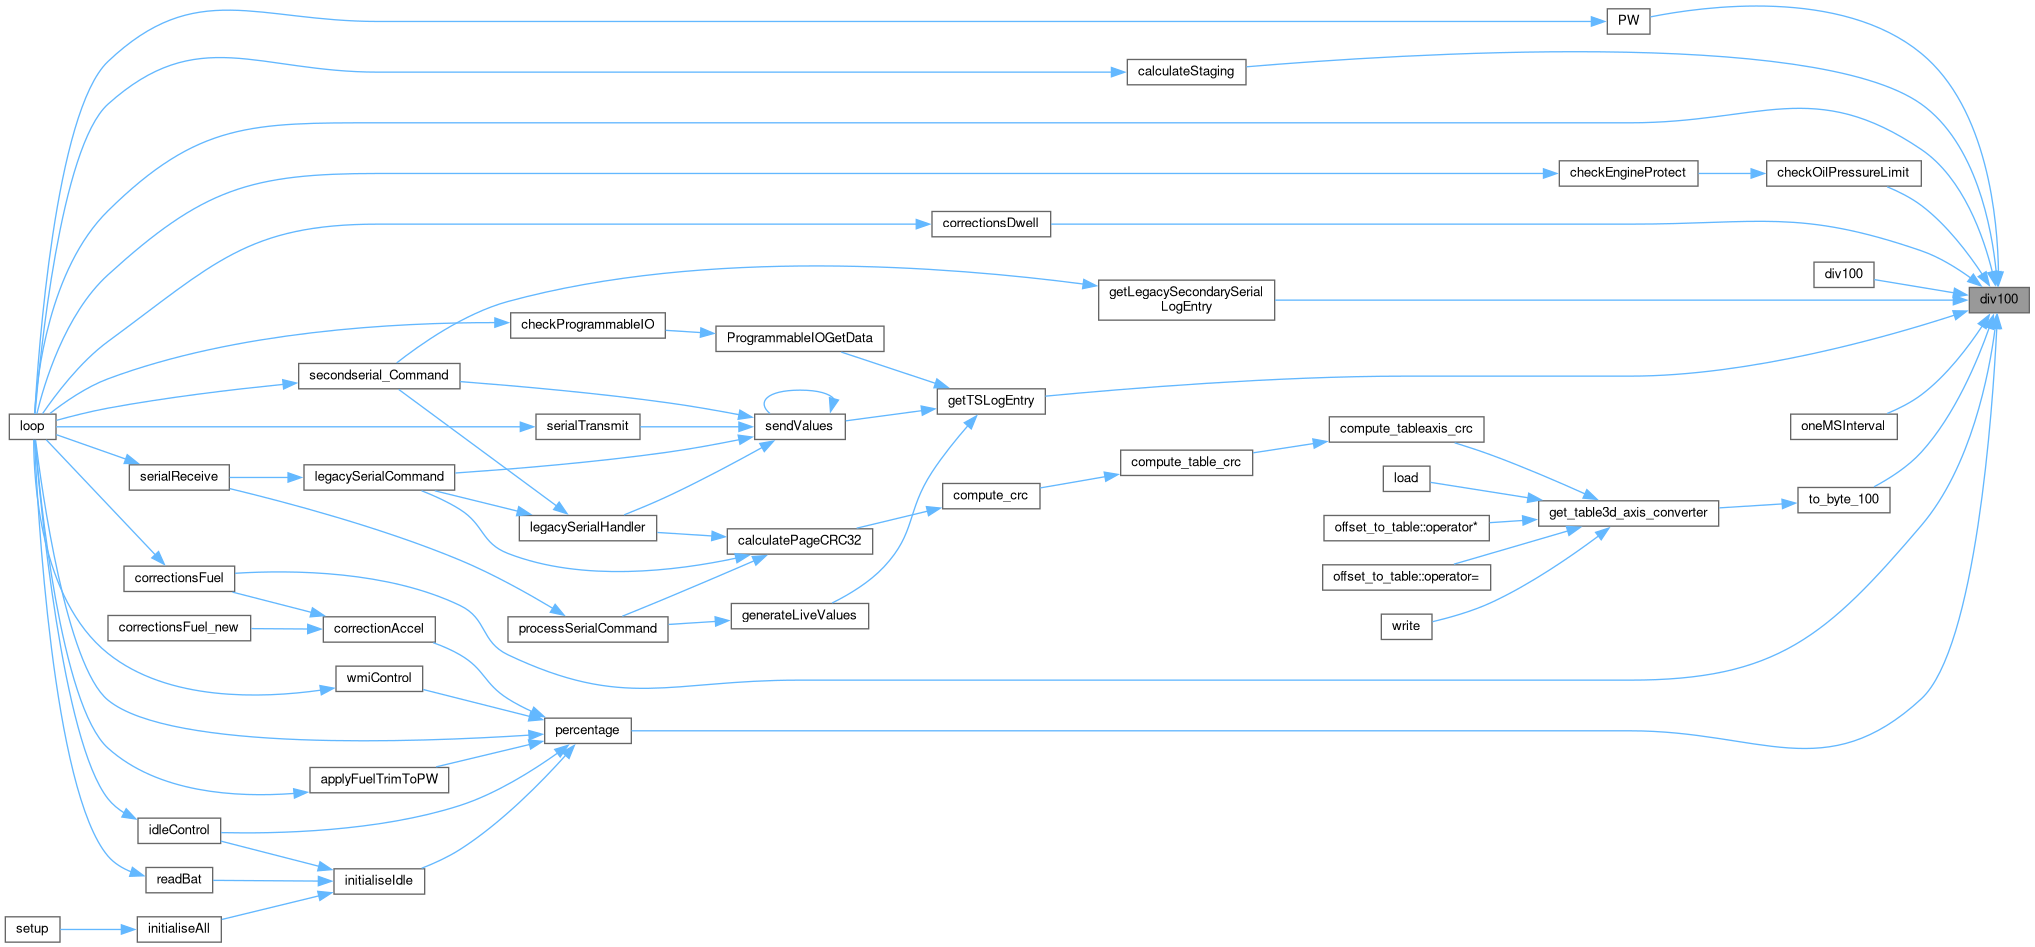 PW
calculateStaging
checkEngineProtect
checkOilPressureLimit
correctionsDwell
div100
getLegacySecondarySerial
LogEntry
div100
checkProgrammableIO
ProgrammableIOGetData
secondserial_Command
getTSLogEntry
loop
serialTransmit
sendValues
compute_tableaxis_crc
oneMSInterval
serialReceive
legacySerialCommand
compute_table_crc
load
compute_crc
to_byte_100
legacySerialHandler
calculatePageCRC32
offset_to_table::operator*
get_table3d_axis_converter
correctionsFuel
offset_to_table::operator=
correctionsFuel_new
correctionAccel
processSerialCommand
generateLiveValues
write
wmiControl
percentage
applyFuelTrimToPW
idleControl
readBat
initialiseIdle
setup
initialiseAll